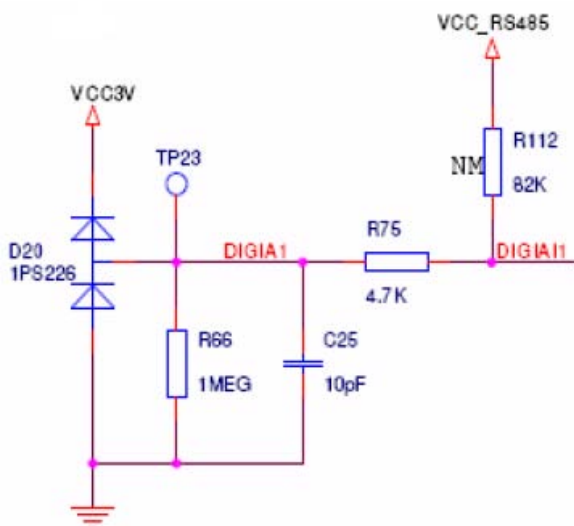 VCC_RS485
VCC3V
TP23
R112
NM
82K
D20
1PS226
DIGIA1
R75
DIGIAI1
4.7K
R66
1MEG
C25
10pF